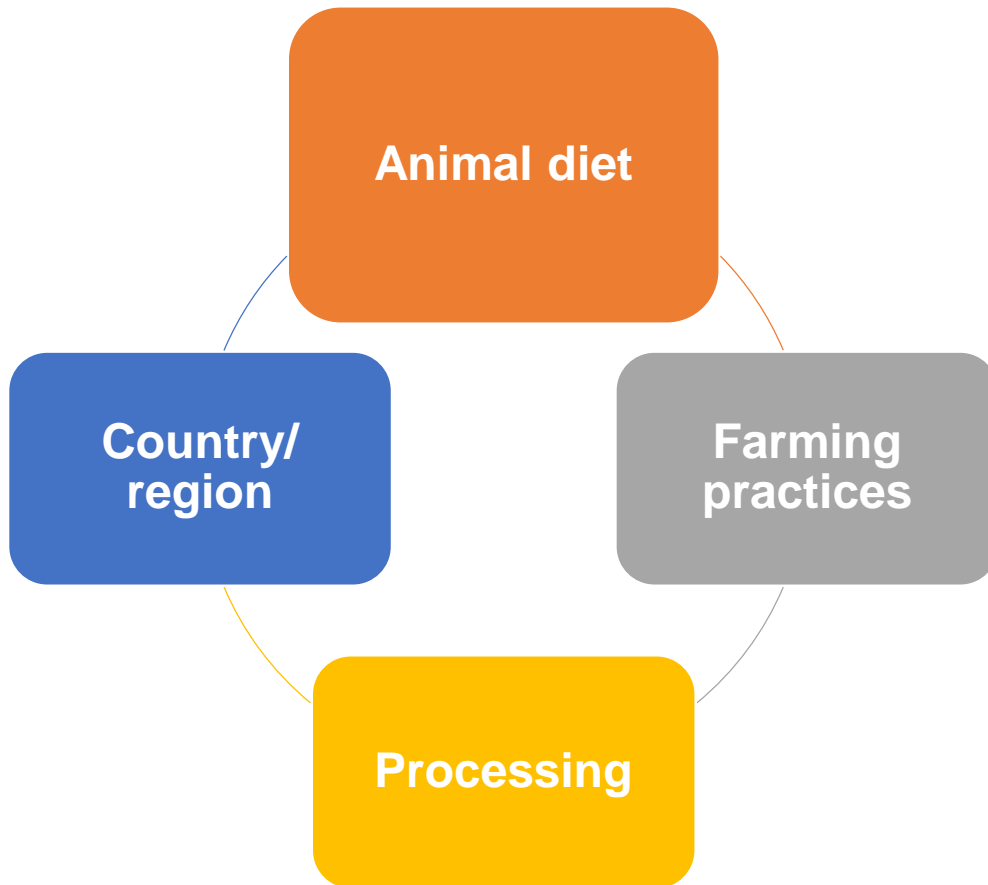 Animal diet
Country/
region
Farming
practices
Processing